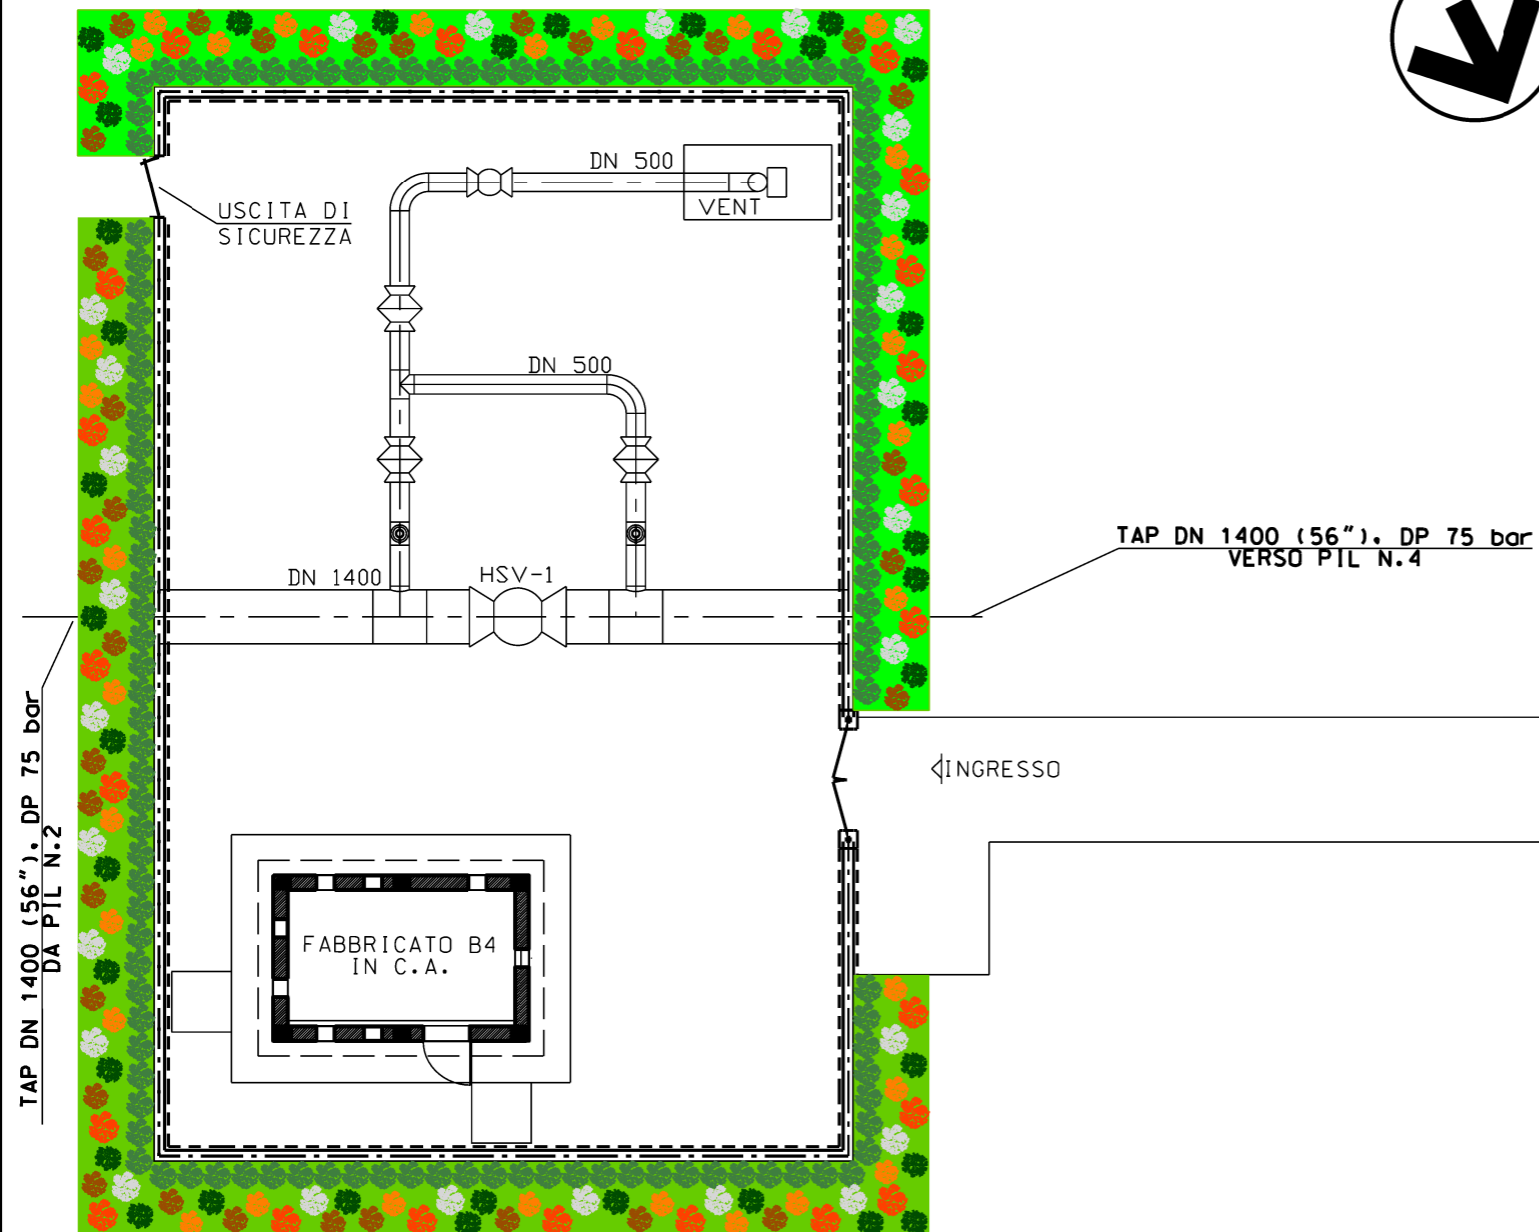 DN 500
VENT
USCITA DI
SICUREZZA
DN 500
TAP DN 1400 (56"). DP 75 bar
VERSO PIL N.4
DN 1400
HSV-1
INGRESSO
TAP DN 1400 (56"). DP 75 bar
DA PIL N.2
FABBRICATO B4
IN C.A.